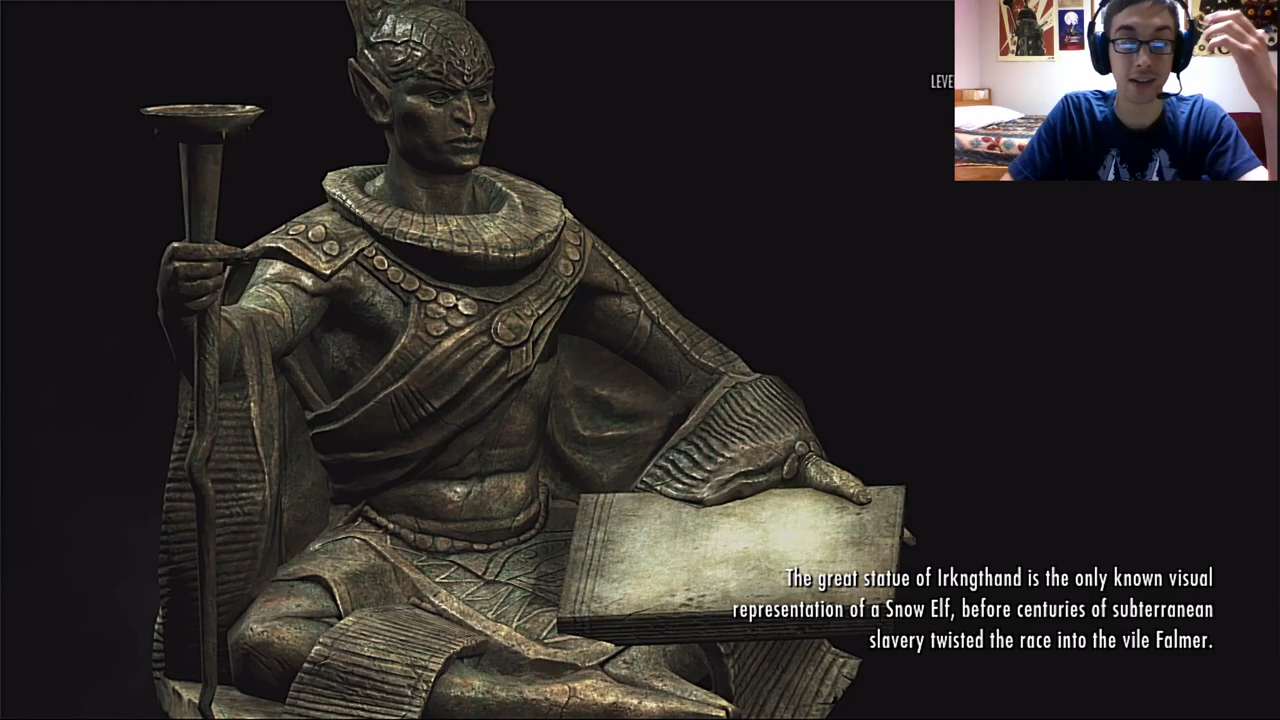 LEVE
The great statue of Irkngthand is the only known visual
representation of a Snow Elf, before centuries of subterranean
slavery twisted the race into the vile Falmer.